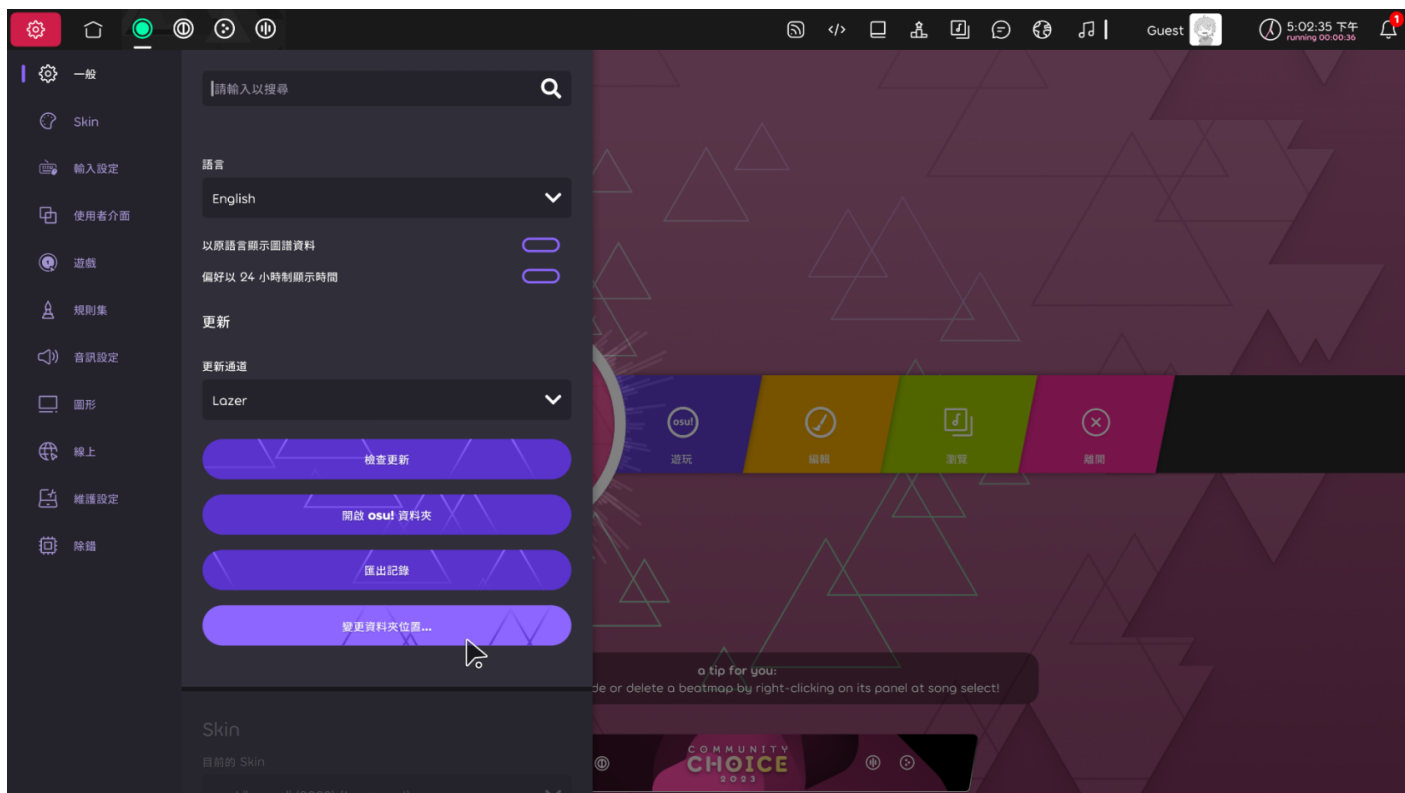 Guest
5:02:35 下午
running 00:00:36
1
一般
Skin
輸入設定
使用者介面
遊戲
規則集
音訊設定
圖形
線上
維護設定
除錯
請輸入以搜尋
語言
English
以原語言顯示圖譜資料
偏好以 24 小時制顯示時間
更新
更新通道
Lazer
檢查更新
開啟 osu! 資料夾
匯出記錄
變更資料夾位置...
Skin
目前的 Skin
osu!
遊玩
編輯
瀏覽
離開
a tip for you:
de or delete a beatmap by right-clicking on its panel at song select!
COMMUNITY
CHOICE
2023